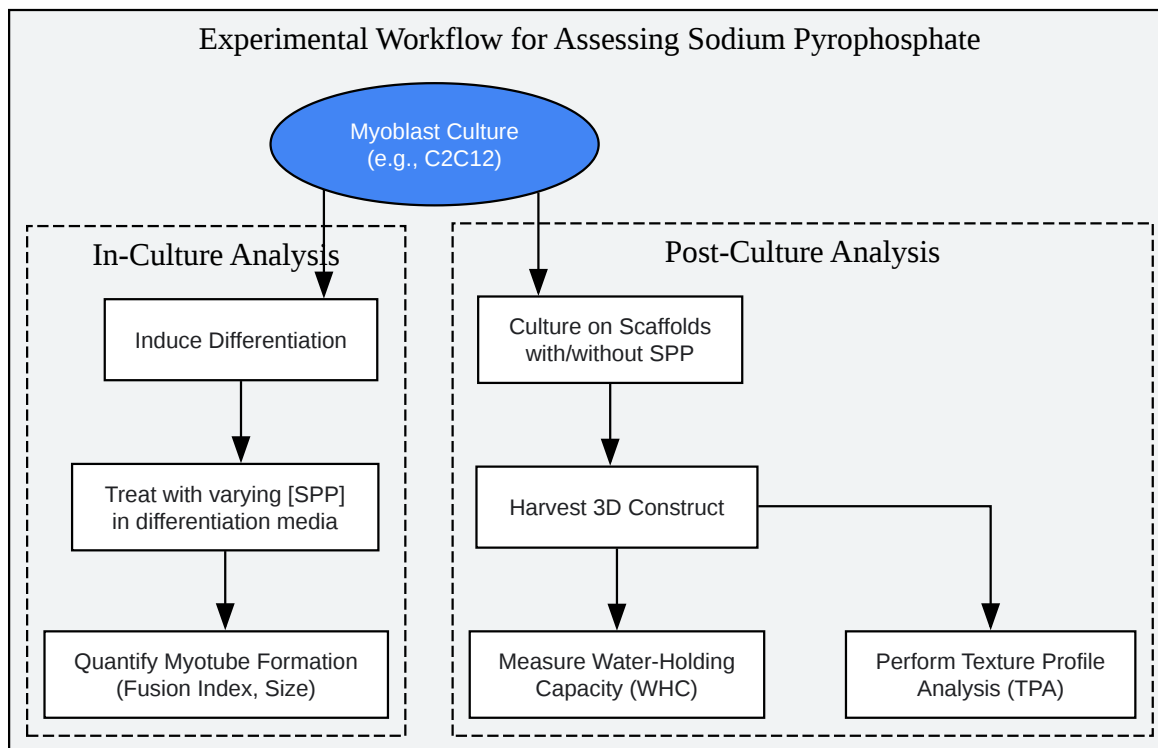 Experimental Workflow for Assessing Sodium Pyrophosphate
Myoblast Culture
(e.g., C2C12)
In-Culture Analysis
Induce Differentiation
Treat with varying [SPP]
in differentiation media
Quantify Myotube Formation
(Fusion Index, Size)
Post-Culture Analysis
Culture on Scaffolds
with/without SPP
Harvest 3D Construct
Measure Water-Holding
Capacity (WHC)
Perform Texture Profile
Analysis (TPA)